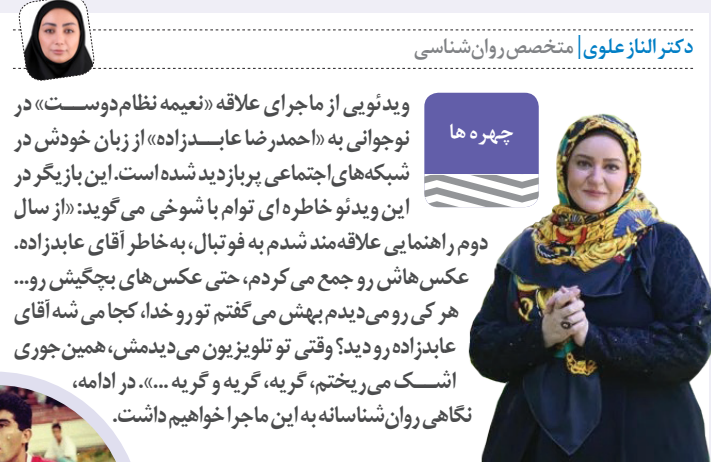 دکتر الناز علوی| متخصص روان‌شناسی
چهره ها
ویدئویی از ماجرای علاقه «نعیمه نظام‌دوست» در
نوجوانی به «احمدرضا عابدزاده» از زبان خودش در
شبکه‌های‌اجتماعی پربازدید شده است. این بازیگر در
این ویدئو خاطره ای توام با شوخی می‌گوید: «از سال
دوم راهنمایی علاقه‌مند شدم به فوتبال، به‌خاطر آقای عابدزاده.
عکس‌هاش رو جمع می‌کردم، حتی عکس‌های بچگیش رو...
هر کی رو می‌دیدم بهش می‌گفتم تو رو خدا، کجا می شه آقای
عابدزاده رو دید؟ وقتی تو تلویزیون می‌دیدمش، همین‌جوری
اشک می‌ریختم، گریه، گریه و گریه ...». در ادامه،
نگاهی روان‌شناسانه به این ماجرا خواهیم داشت.